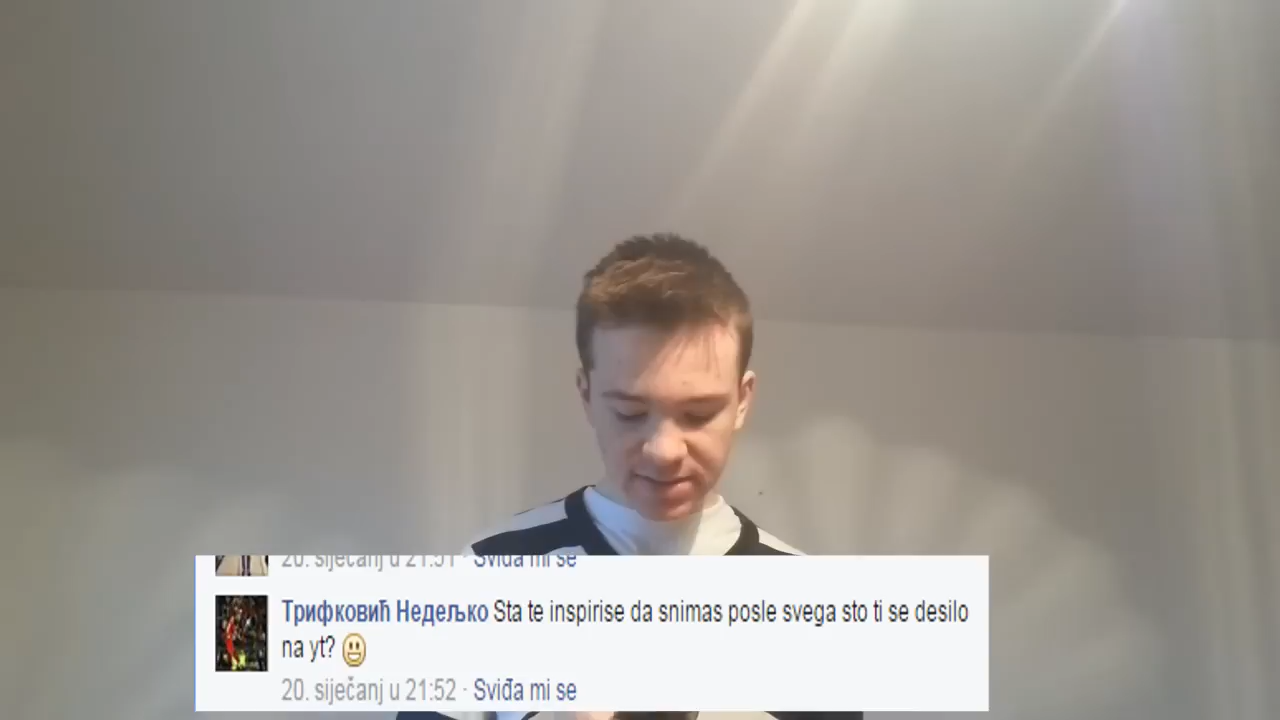 20. siječanj u 21:51 · Sviđa mi se
Трифковић Недељко Sta te inspirise da snimas posle svega sto ti se desilo
na yt?
20. siječanj u 21:52 · Sviđa mi se